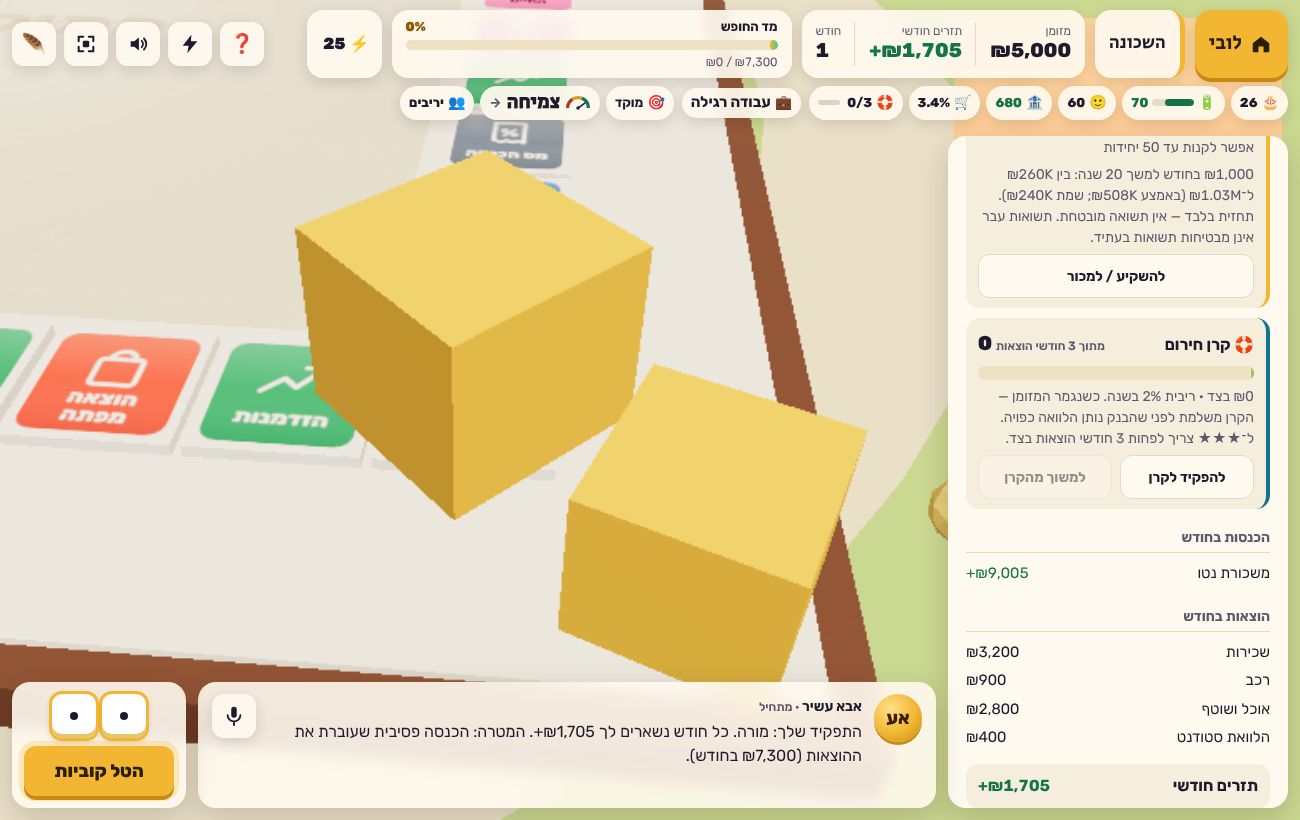 לובי
השכונה
מזומן
₪5,000
תזרים חודשי
+₪1,705
חודש
1
מד החופש
0%
₪0 / ₪7,300
25
26
70
60
680
3.4%
0/3
עבודה רגילה
מוקד
צמיחה →
יריבים
מס הכנסה
הוצאה
מפתה
הזדמנות
אפשר לקנות עד 50 יחידות
₪1,000 בחודש למשך 20 שנה: בין ₪260K
ל־₪1.03M (באמצע ₪508K; שמת ₪240K).
תחזית בלבד — אין תשואה מובטחת. תשואות עבר
אינן מבטיחות תשואות בעתיד.
להשקיע / למכור
קרן חירום
0 מתוך 3 חודשי הוצאות
₪0 בצד · ריבית 2% בשנה. כשנגמר המזומן —
הקרן משלמת לפני שהבנק נותן הלוואה כפויה.
ל־★★★ צריך לפחות 3 חודשי הוצאות בצד.
להפקיד לקרן
למשוך מהקרן
הכנסות בחודש
משכורת נטו +₪9,005
הוצאות בחודש
שכירות ₪3,200
רכב ₪900
אוכל ושוטף ₪2,800
הלוואת סטודנט ₪400
תזרים חודשי +₪1,705
אע
אבא עשיר · מתחיל
התפקיד שלך: מורה. כל חודש נשארים לך ₪1,705+. המטרה: הכנסה פסיבית שעוברת את
ההוצאות (₪7,300 בחודש).
הטל קוביות